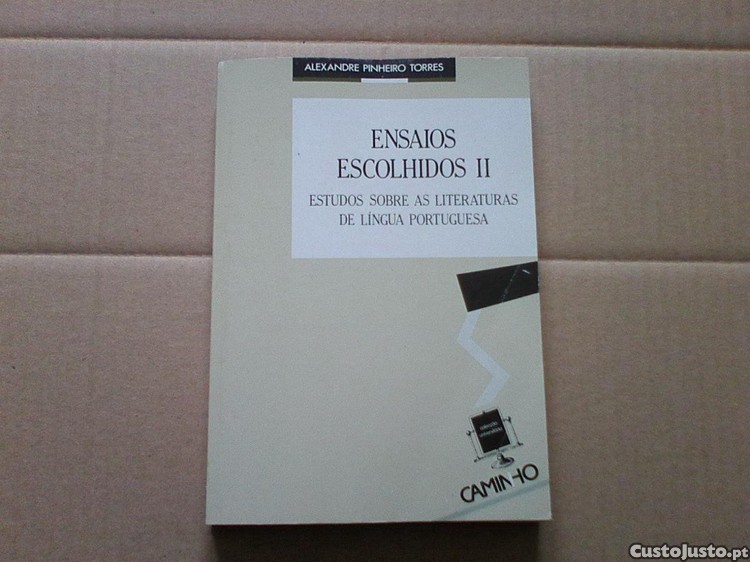 ALEXANDRE PINHEIRO TORRES
ENSAIOS
ESCOLHIDOS II
ESTUDOS SOBRE AS LITERATURAS
DE LÍNGUA PORTUGUESA
CAMINHO
CustoJusto.pt